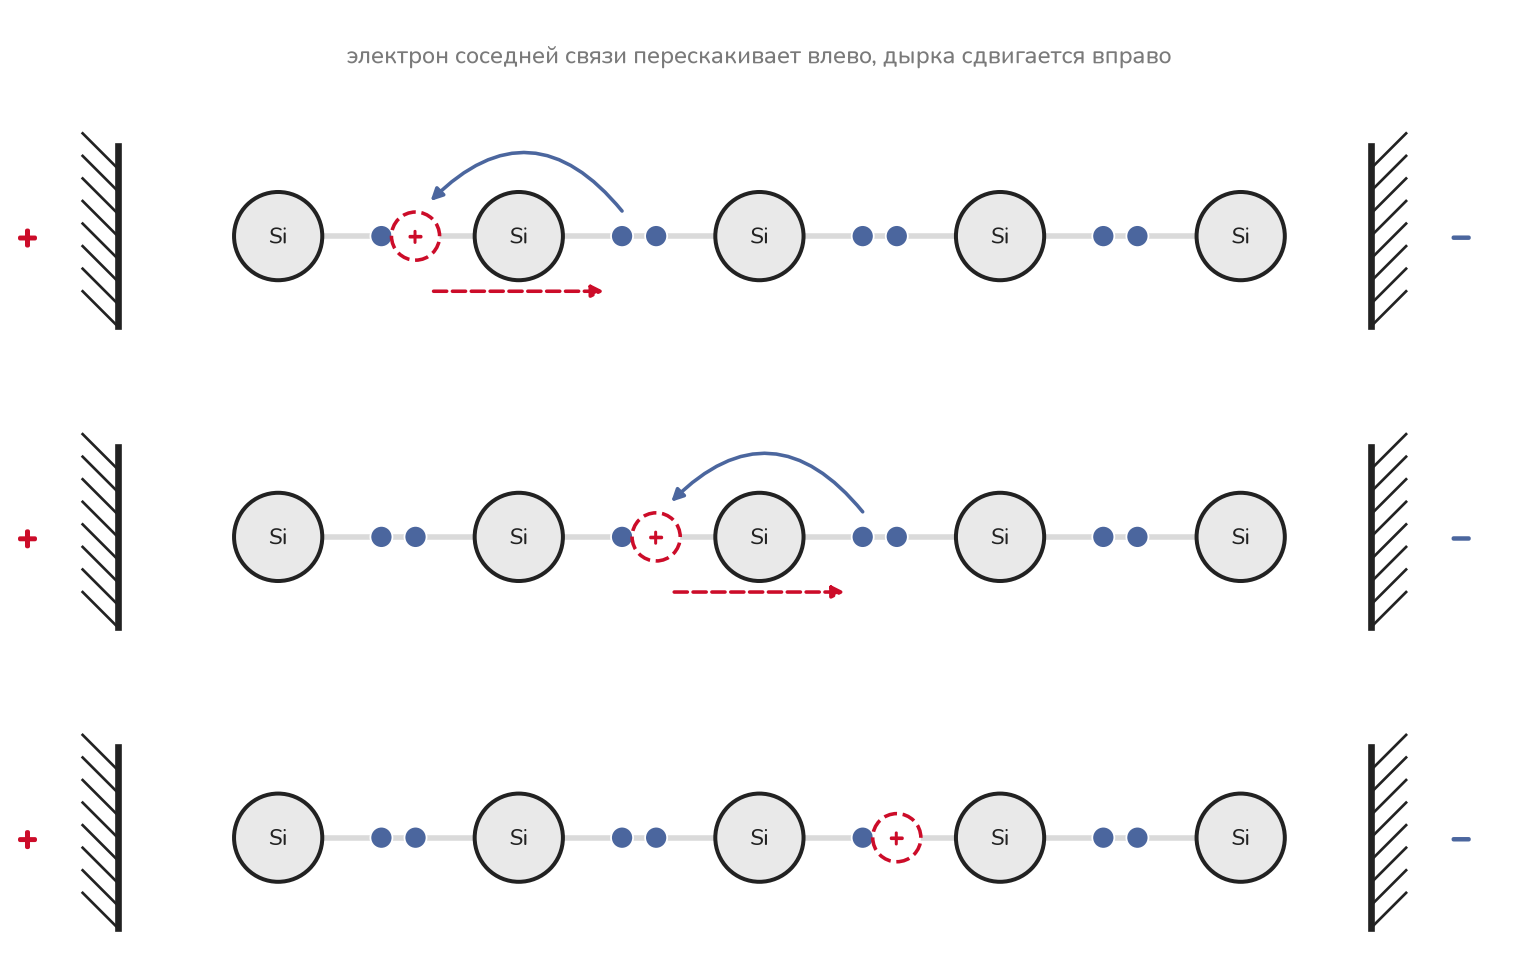 электрон соседней связи перескакивает влево, дырка сдвигается вправо
+ Si + Si Si Si Si −
+ Si Si + Si Si Si −
+ Si Si Si + Si Si −